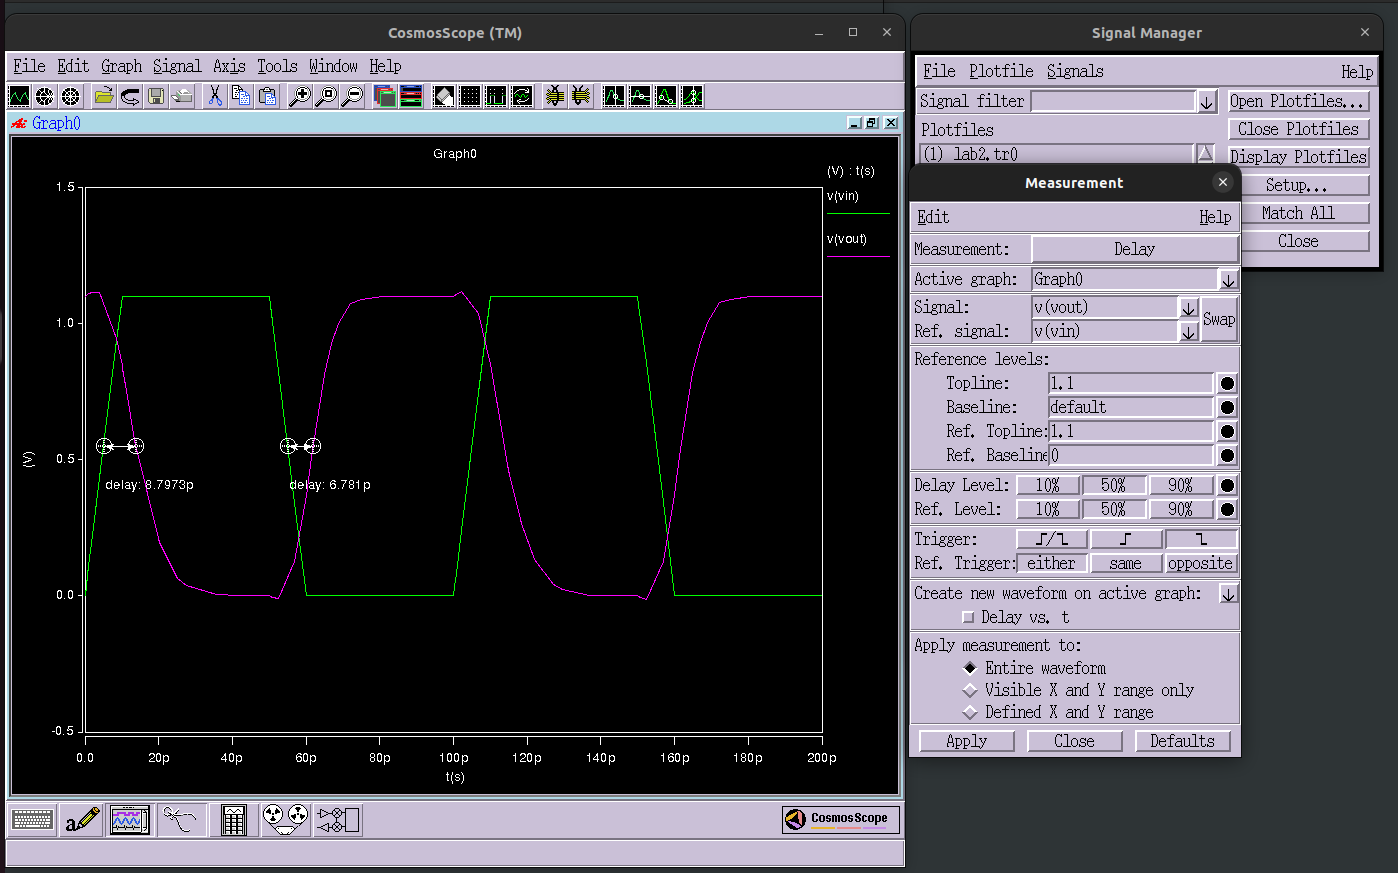 CosmosScope (TM)
File Edit Graph Signal Axis Tools Window Help
Graph0
Graph0
(V) : t(s)
v(vin)
v(vout)
1.5
1.0
0.5
0.0
-0.5
(V)
delay: 8.7973p
delay: 6.781p
0.0 20p 40p 60p 80p 100p 120p 140p 160p 180p 200p
t(s)
CosmosScope
Signal Manager
File Plotfile Signals Help
Signal filter
Open Plotfiles...
Plotfiles
Close Plotfiles
(1) lab2.tr0
Display Plotfiles
Setup...
Match All
Close
Measurement
Edit Help
Measurement: Delay
Active graph: Graph0
Signal: v(vout)
Swap
Ref. signal: v(vin)
Reference levels:
Topline: 1.1
Baseline: default
Ref. Topline: 1.1
Ref. Baseline 0
Delay Level: 10% 50% 90%
Ref. Level: 10% 50% 90%
Trigger:
Ref. Trigger: either same opposite
Create new waveform on active graph:
Delay vs. t
Apply measurement to:
Entire waveform
Visible X and Y range only
Defined X and Y range
Apply Close Defaults